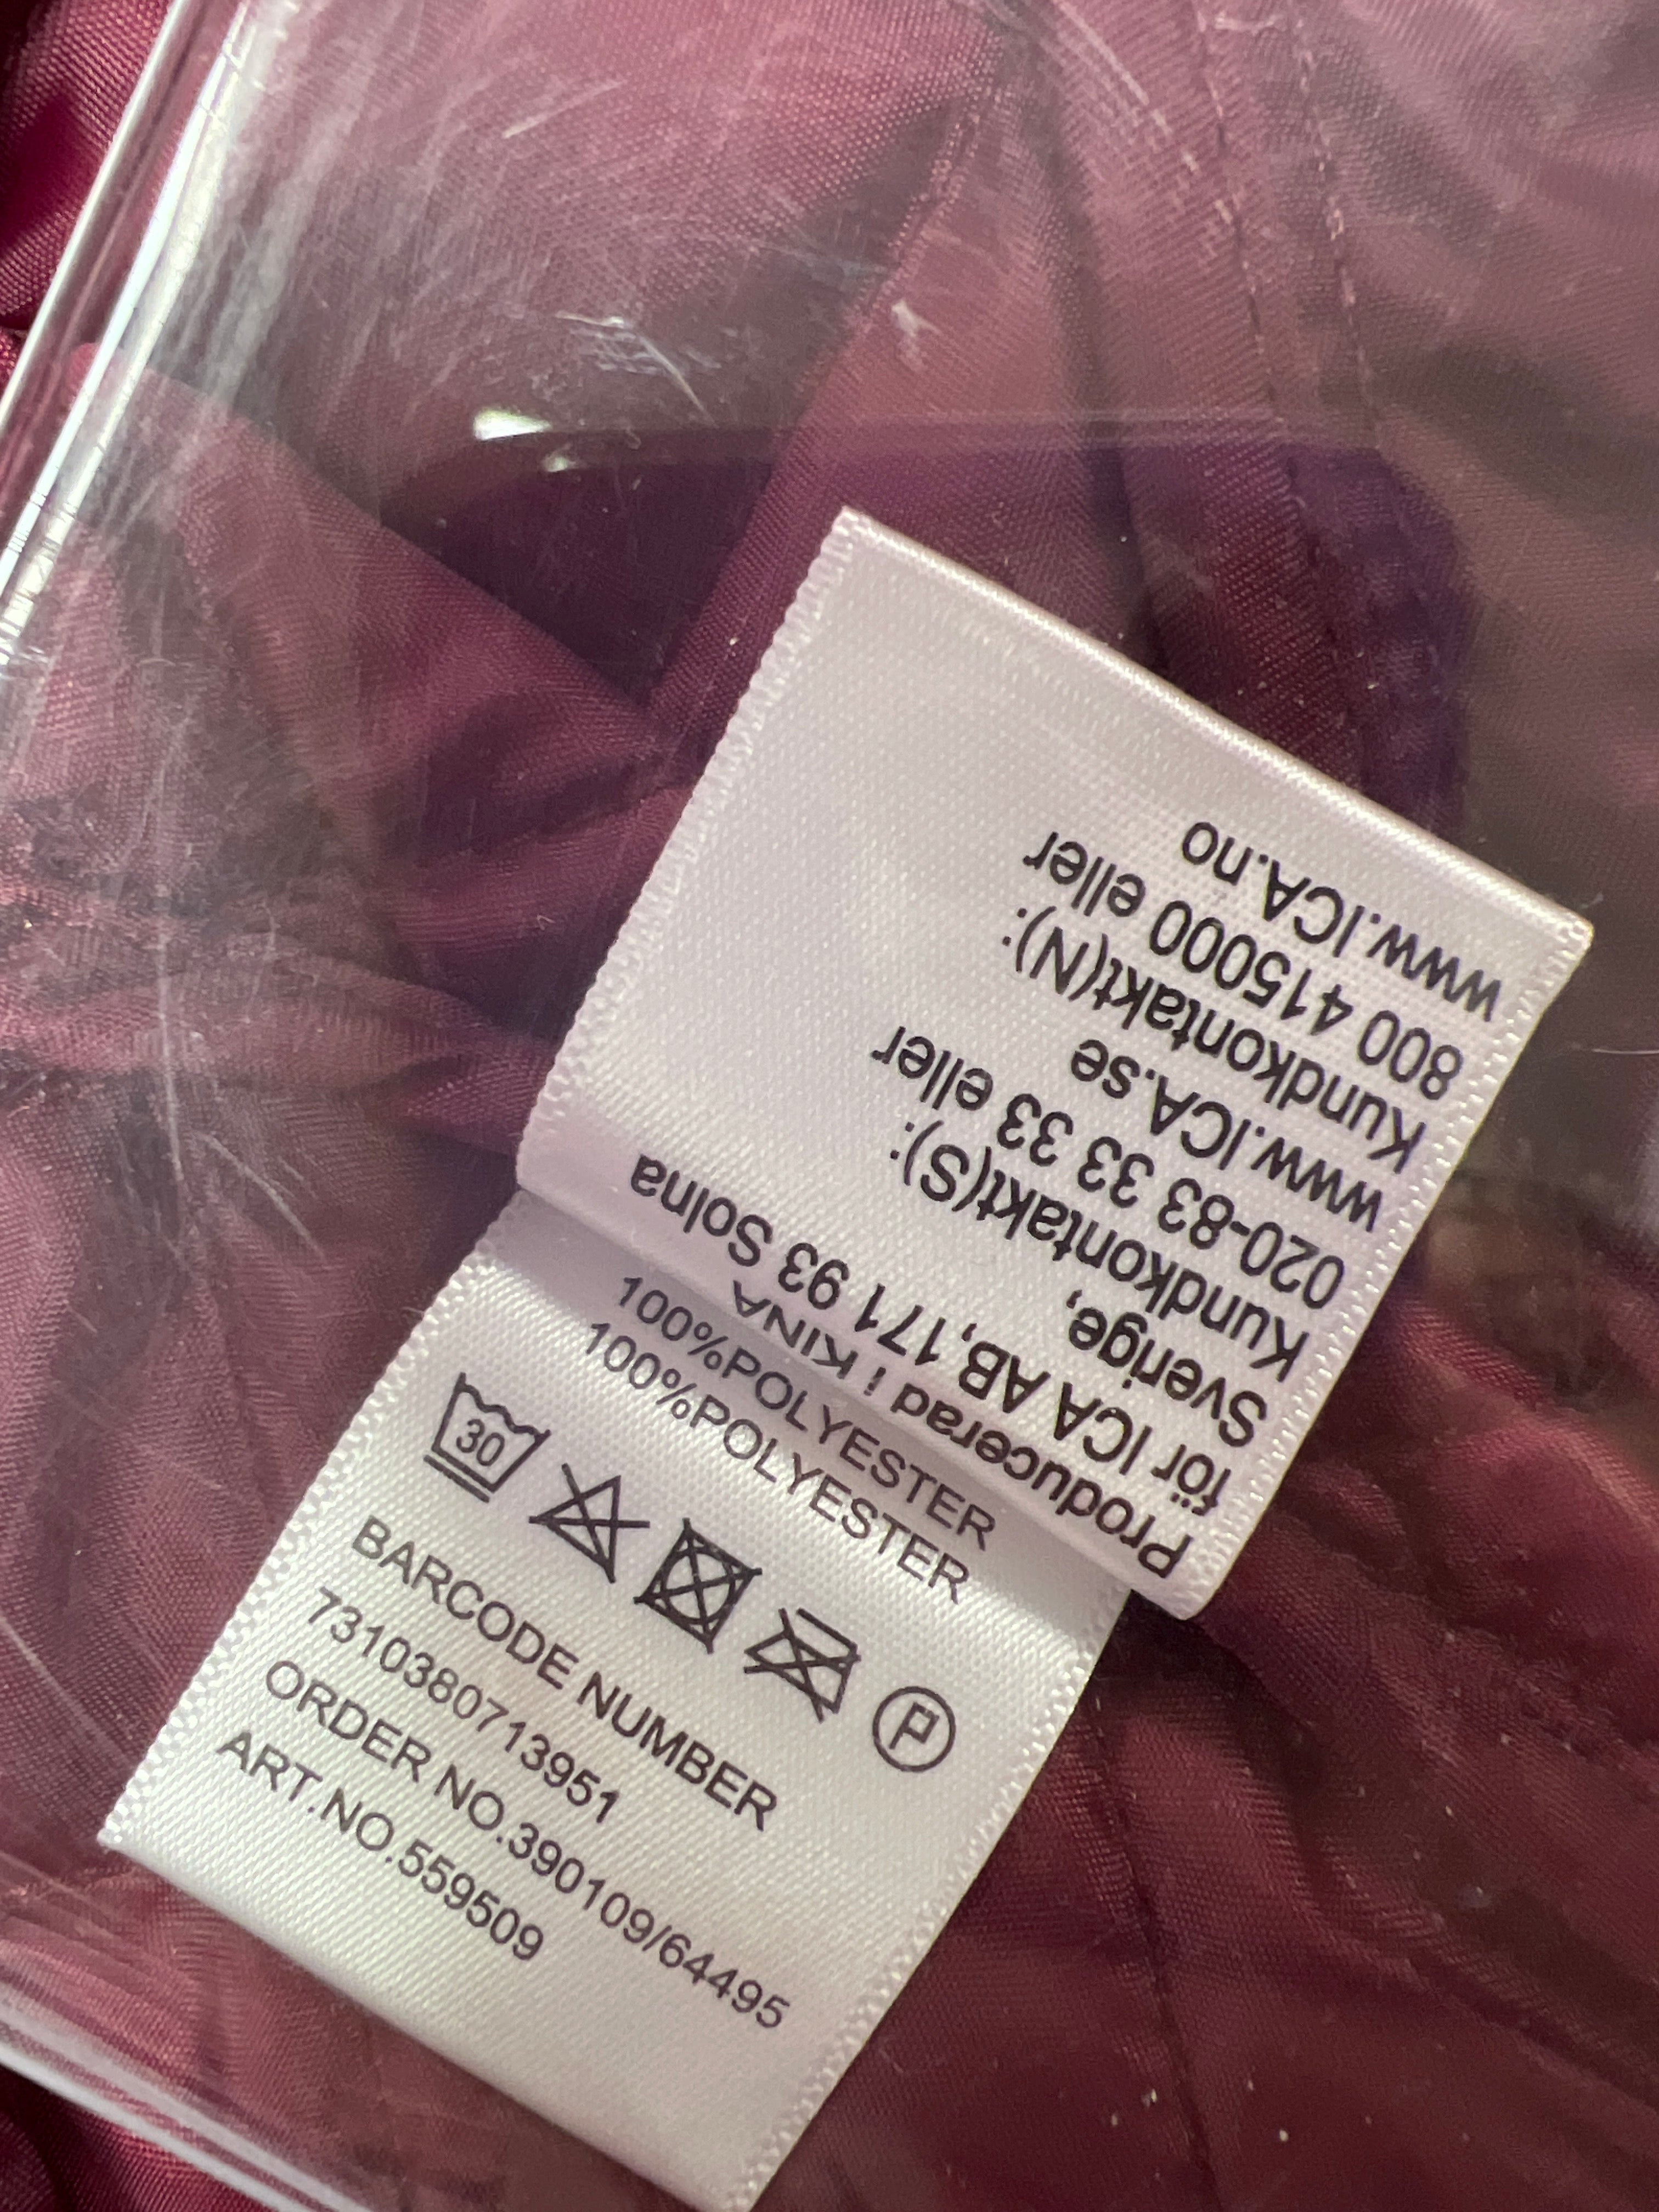 100%POLYESTER
100%POLYESTER
30
P
BARCODE NUMBER
7310380713951
ORDER NO.390109/64495
ART.NO.559509
Producerad i KINA
för ICA AB,171 93 Solna
Sverige,
Kundkontakt(S):
020-83 33 33 eller
www.ICA.se
Kundkontakt(N):
800 4150000 eller
www.ICA.no